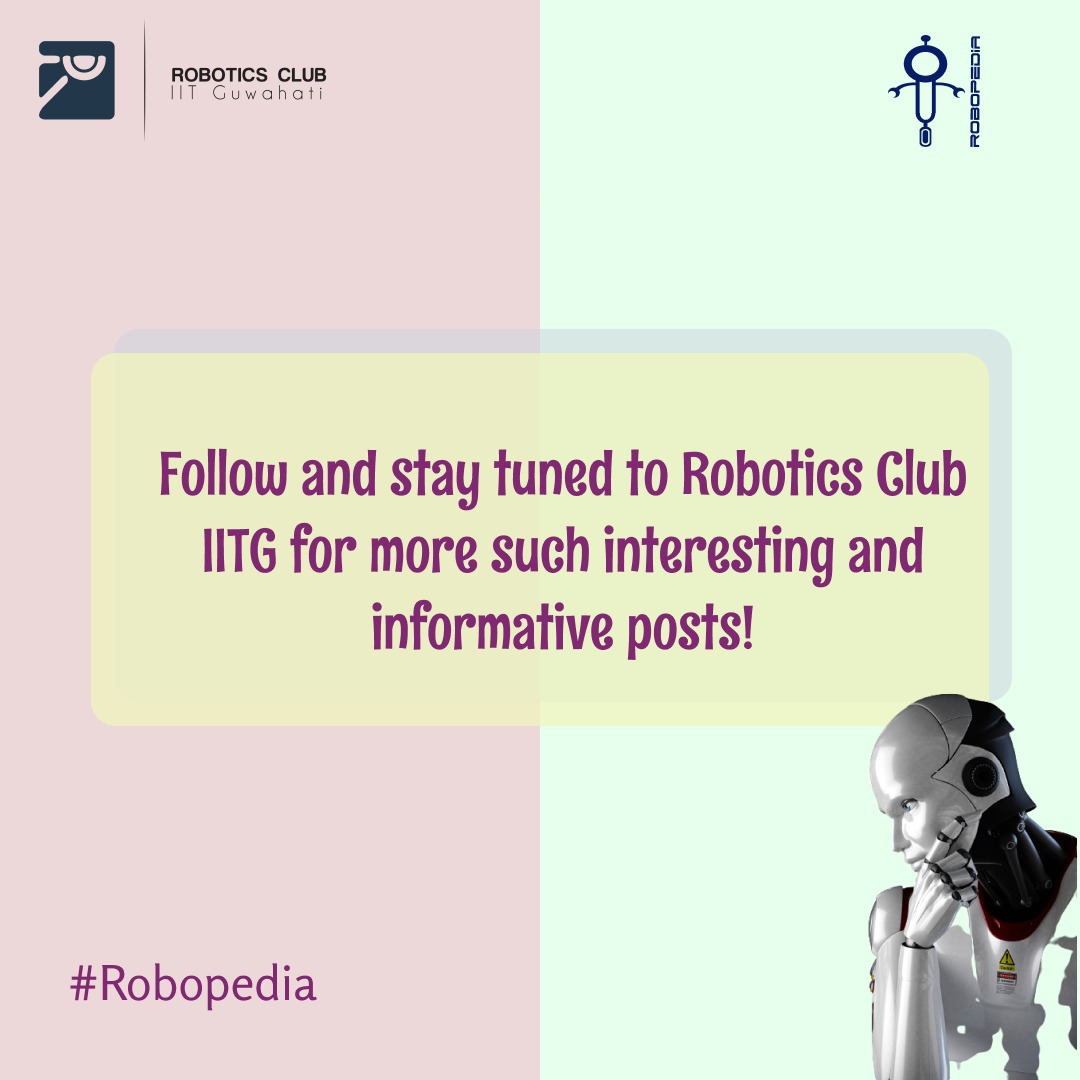 ROBOTICS CLUB
IIT Guwahati
ROBOPEDIA
Follow and stay tuned to Robotics Club
IITG for more such interesting and
informative posts!
#Robopedia